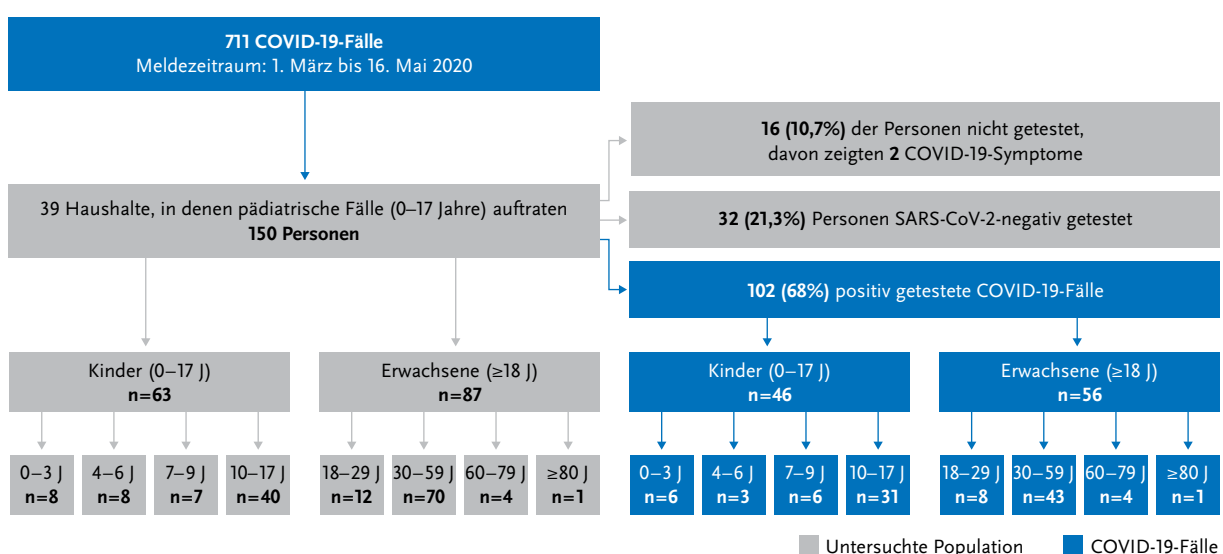 711 COVID-19-Fälle
Meldezeitraum: 1. März bis 16. Mai 2020
16 (10,7%) der Personen nicht getestet,
davon zeigten 2 COVID-19-Symptome
39 Haushalte, in denen pädiatrische Fälle (0–17 Jahre) auftraten
150 Personen
32 (21,3%) Personen SARS-CoV-2-negativ getestet
102 (68%) positiv getestete COVID-19-Fälle
Kinder (0–17 J)
n=63
Erwachsene (≥18 J)
n=87
Kinder (0–17 J)
n=46
Erwachsene (≥18 J)
n=56
0–3 J
n=8
4–6 J
n=8
7–9 J
n=7
10–17 J
n=40
18–29 J
n=12
30–59 J
n=70
60–79 J
n=4
≥80 J
n=1
0–3 J
n=6
4–6 J
n=3
7–9 J
n=6
10–17 J
n=31
18–29 J
n=8
30–59 J
n=43
60–79 J
n=4
≥80 J
n=1
Untersuchte Population
COVID-19-Fälle